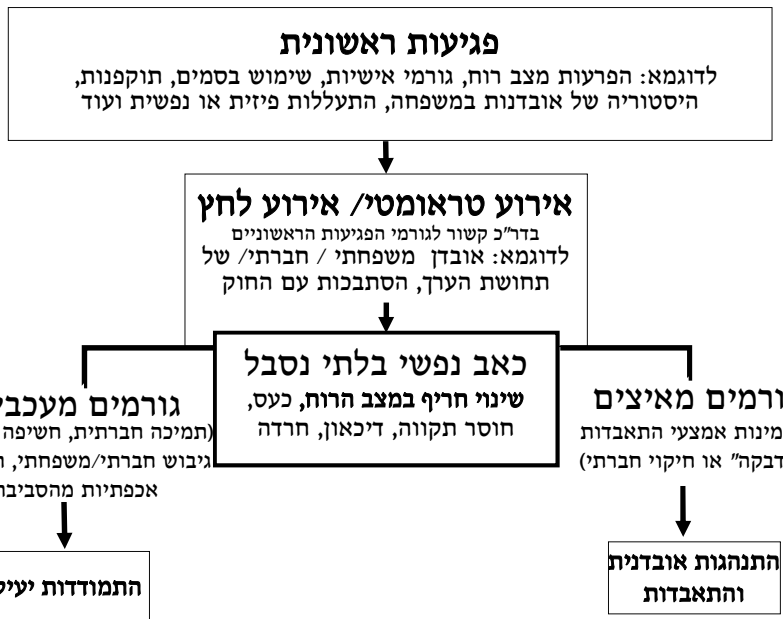 פגיעות ראשונית
לדוגמא: הפרעות מצב רוח, גורמי אישיות, שימוש בסמים, תוקפנות,
היסטוריה של אובדנות במשפחה, התעללות פיזית או נפשית ועוד
אירוע טראומטי/ אירוע לחץ
בדר"כ קשור לגורמי הפגיעות הראשוניים
לדוגמא: אובדן משפחתי / חברתי/ של
תחושת הערך, הסתבכות עם החוק
כאב נפשי בלתי נסבל
שינוי חריף במצב הרוח, כעס,
חוסר תקווה, דיכאון, חרדה
ורמים מאיצים
מינות אמצעי התאבדות
דבקה" או חיקוי חברתי)
התנהגות אובדנית
והתאבדות
גורמים מעכבי
(תמיכה חברתית, חשיפה
גיבוש חברתי/משפחתי,
אכפתיות מהסביבר
התמודדות יעיל